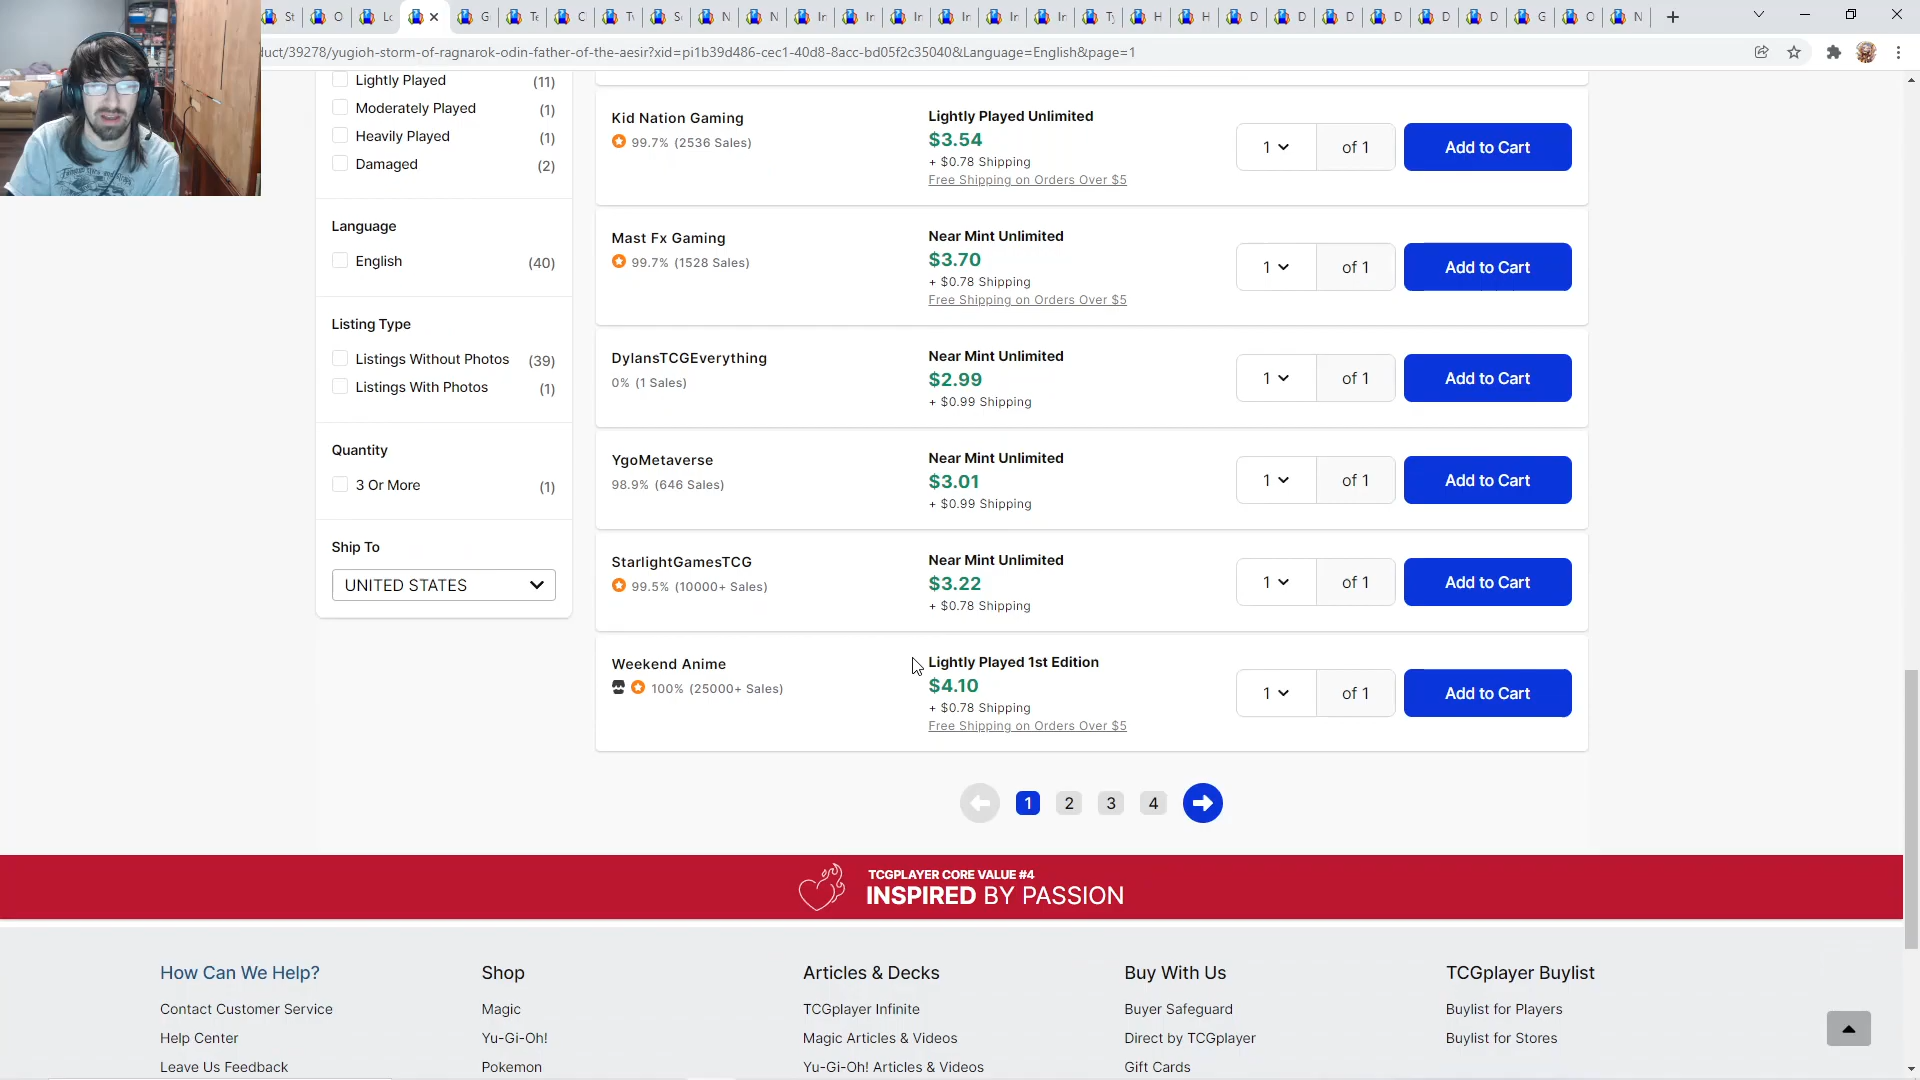 St
O
Lo
G
Te
C
Tv
S
N
N
In
In
In
In
In
In
Ty
H
H
D
D
D
D
D
D
G
O
N
duct/39278/yugioh-storm-of-ragnarok-odin-father-of-the-aesir?xid=pi1b39d486-cec1-40d8-8acc-bd05f2c35040&Language=English&page=1
Lightly Played (11)
Moderately Played (1)
Heavily Played (1)
Damaged (2)
Language
English (40)
Listing Type
Listings Without Photos (39)
Listings With Photos (1)
Quantity
3 Or More (1)
Ship To
UNITED STATES
Kid Nation Gaming
99.7% (2536 Sales)
Lightly Played Unlimited
$3.54
+ $0.78 Shipping
Free Shipping on Orders Over $5
1 of 1 Add to Cart
Mast Fx Gaming
99.7% (1528 Sales)
Near Mint Unlimited
$3.70
+ $0.78 Shipping
Free Shipping on Orders Over $5
1 of 1 Add to Cart
DylansTCGEverything
0% (1 Sales)
Near Mint Unlimited
$2.99
+ $0.99 Shipping
1 of 1 Add to Cart
YgoMetaverse
98.9% (646 Sales)
Near Mint Unlimited
$3.01
+ $0.99 Shipping
1 of 1 Add to Cart
StarlightGamesTCG
99.5% (10000+ Sales)
Near Mint Unlimited
$3.22
+ $0.78 Shipping
1 of 1 Add to Cart
Weekend Anime
100% (25000+ Sales)
Lightly Played 1st Edition
$4.10
+ $0.78 Shipping
Free Shipping on Orders Over $5
1 of 1 Add to Cart
1 2 3 4
TCGPLAYER CORE VALUE #4
INSPIRED BY PASSION
How Can We Help?
Contact Customer Service
Help Center
Leave Us Feedback
Shop
Magic
Yu-Gi-Oh!
Pokemon
Articles & Decks
TCGplayer Infinite
Magic Articles & Videos
Yu-Gi-Oh! Articles & Videos
Buy With Us
Buyer Safeguard
Direct by TCGplayer
Gift Cards
TCGplayer Buylist
Buylist for Players
Buylist for Stores